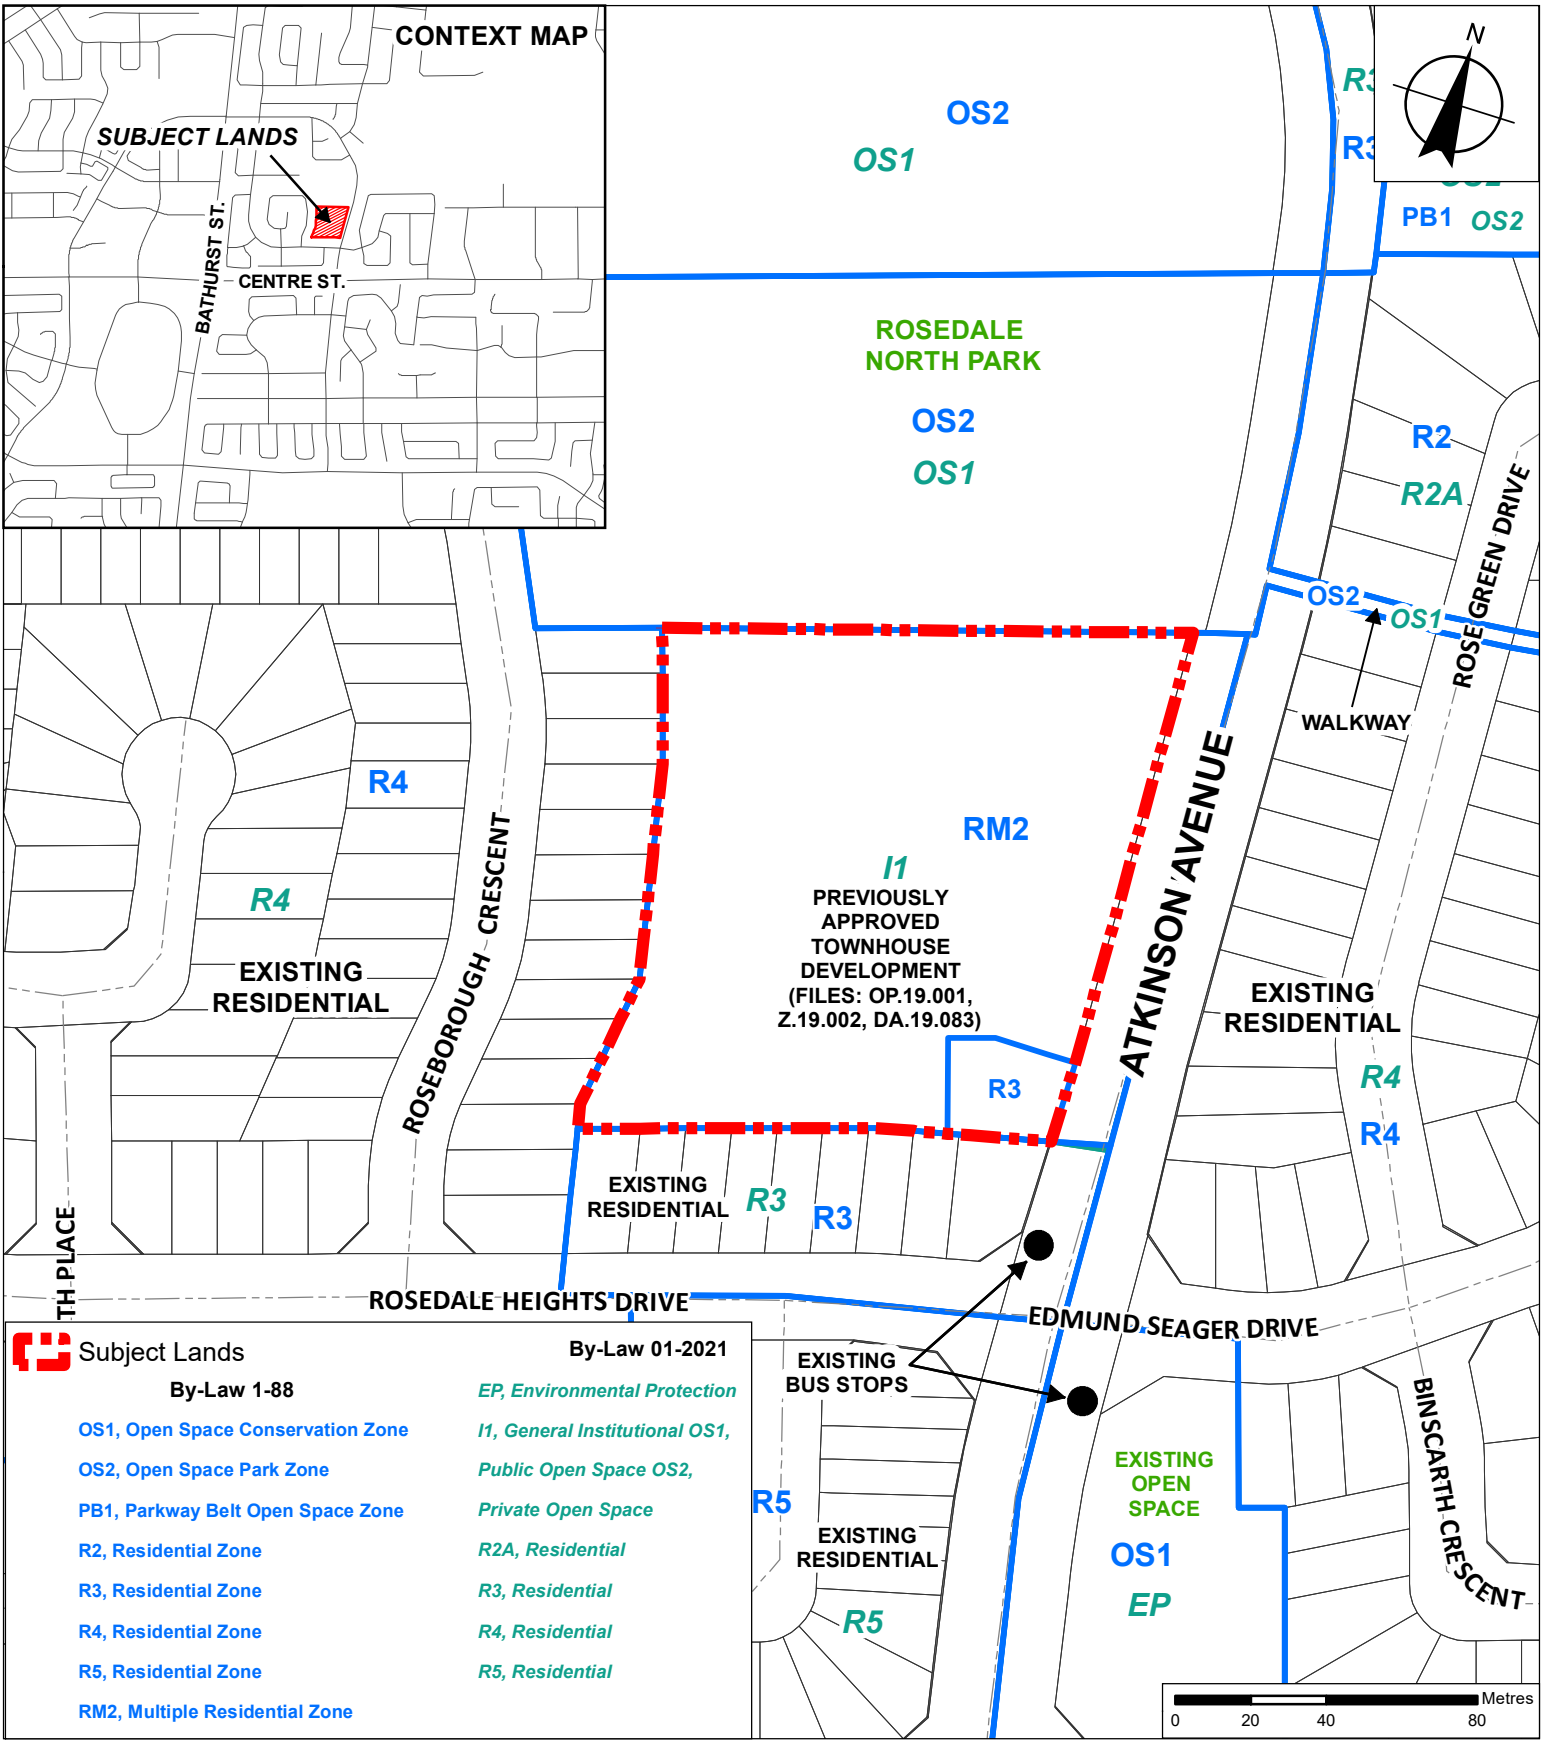 CONTEXT MAP
SUBJECT LANDS
BATHURST ST.
CENTRE ST.
N
OS2
OS1
R3
R3
PB1
OS2
ROSEDALE
NORTH PARK
OS2
OS1
R2
R2A
ROSEGREEN DRIVE
OS2
OS1
WALKWAY
R4
R4
EXISTING
RESIDENTIAL
ROSEBOROUGH CRESCENT
RM2
I1
PREVIOUSLY
APPROVED
TOWNHOUSE
DEVELOPMENT
(FILES: OP.19.001,
Z.19.002, DA.19.083)
R3
ATKINSON AVENUE
EXISTING
RESIDENTIAL
R4
R4
EXISTING
RESIDENTIAL
R3
R3
TH PLACE
ROSEDALE HEIGHTS DRIVE
EDMUND SEAGER DRIVE
EXISTING
BUS STOPS
BINSCARTH CRESCENT
EXISTING
OPEN
SPACE
OS1
EP
R5
EXISTING
RESIDENTIAL
R5
Subject Lands
By-Law 1-88
OS1, Open Space Conservation Zone
OS2, Open Space Park Zone
PB1, Parkway Belt Open Space Zone
R2, Residential Zone
R3, Residential Zone
R4, Residential Zone
R5, Residential Zone
RM2, Multiple Residential Zone
By-Law 01-2021
EP, Environmental Protection
I1, General Institutional OS1,
Public Open Space OS2,
Private Open Space
R2A, Residential
R3, Residential
R4, Residential
R5, Residential
Metres
0 20 40 80